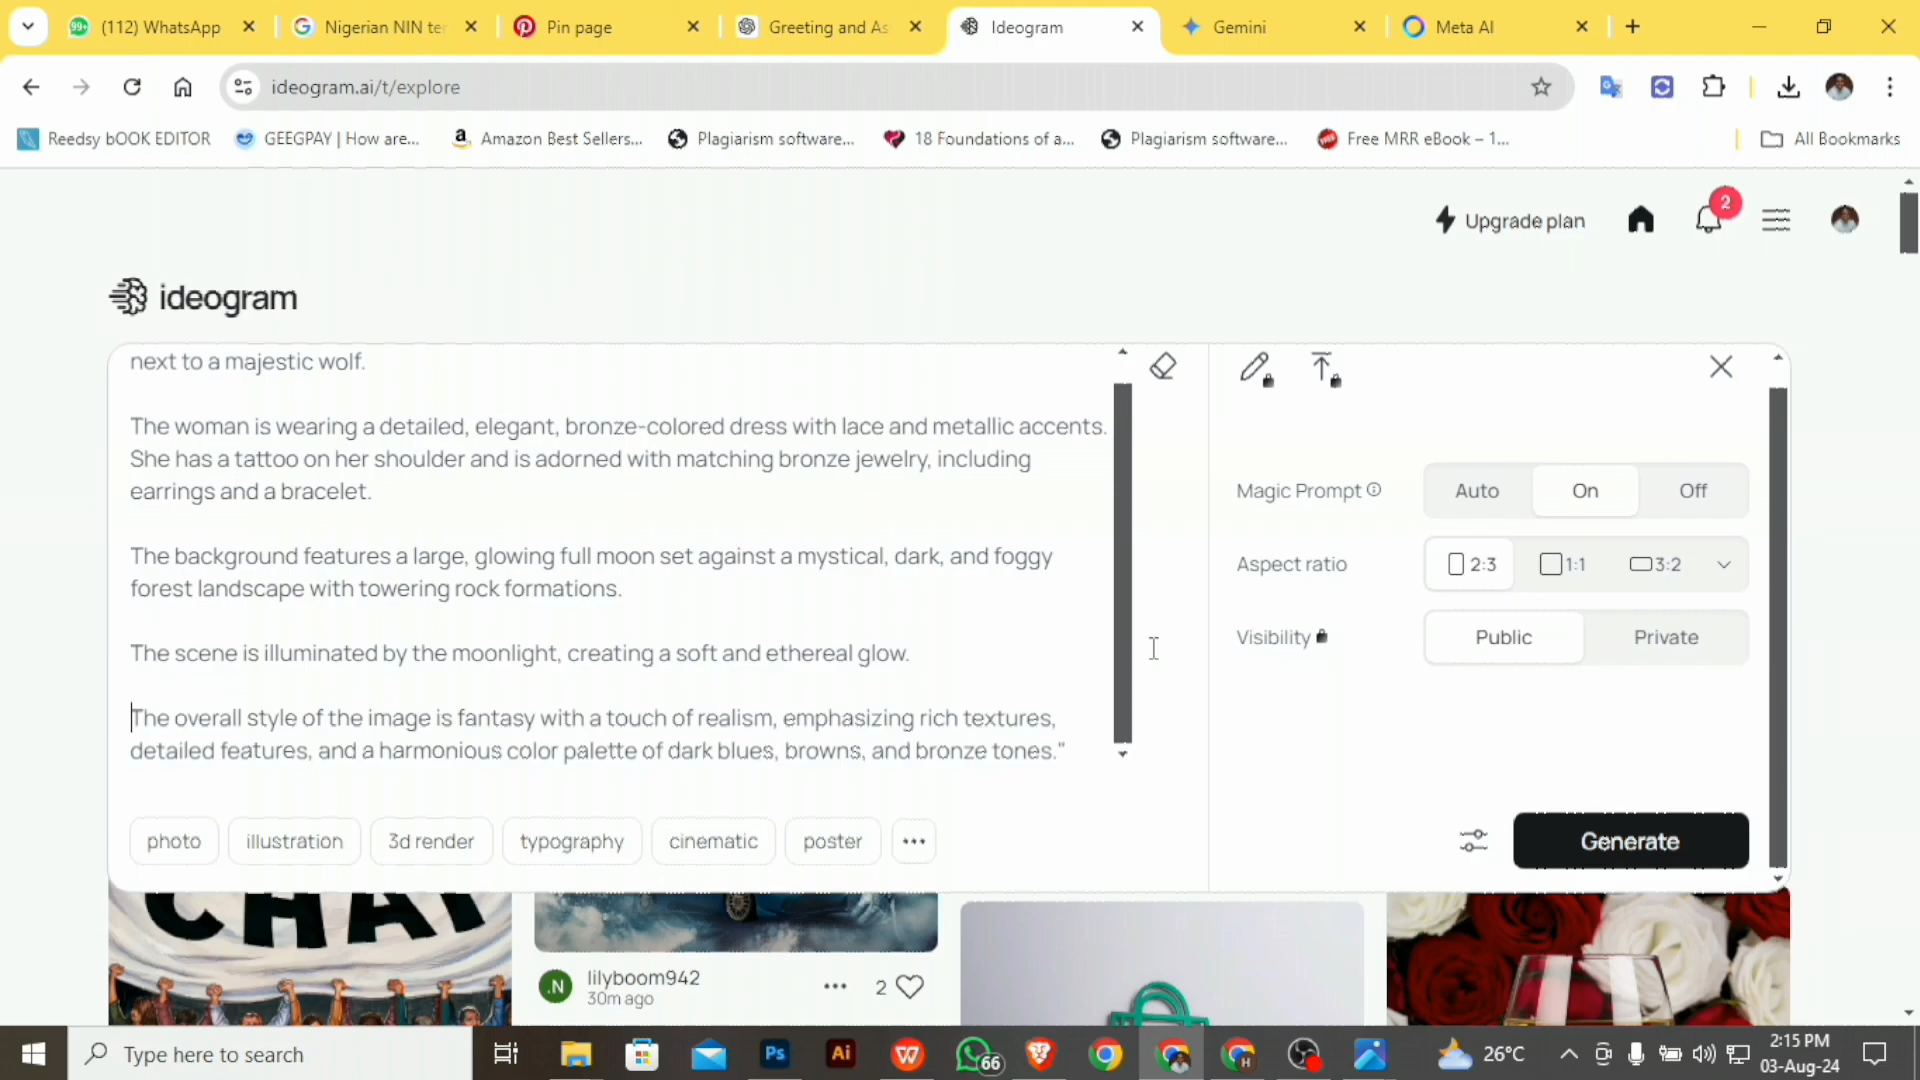 (112) WhatsApp
Nigerian NIN ter
Pin page
Greeting and As
Ideogram
Gemini
Meta AI
ideogram.ai/t/explore
Reedsy bOOK EDITOR
GEEGPAY | How are...
Amazon Best Sellers...
Plagiarism software...
18 Foundations of a...
Plagiarism software...
Free MRR eBook – 1...
All Bookmarks
Upgrade plan
2
ideogram
next to a majestic wolf.
The woman is wearing a detailed, elegant, bronze-colored dress with lace and metallic accents.
She has a tattoo on her shoulder and is adorned with matching bronze jewelry, including
earrings and a bracelet.
The background features a large, glowing full moon set against a mystical, dark, and foggy
forest landscape with towering rock formations.
The scene is illuminated by the moonlight, creating a soft and ethereal glow.
The overall style of the image is fantasy with a touch of realism, emphasizing rich textures,
detailed features, and a harmonious color palette of dark blues, browns, and bronze tones."
Magic Prompt
Auto
On
Off
Aspect ratio
2:3
1:1
3:2
Visibility
Public
Private
photo
illustration
3d render
typography
cinematic
poster
Generate
.N
lilyboom942
30m ago
2
Type here to search
Ps
Ai
66
26°C
2:15 PM
03-Aug-24